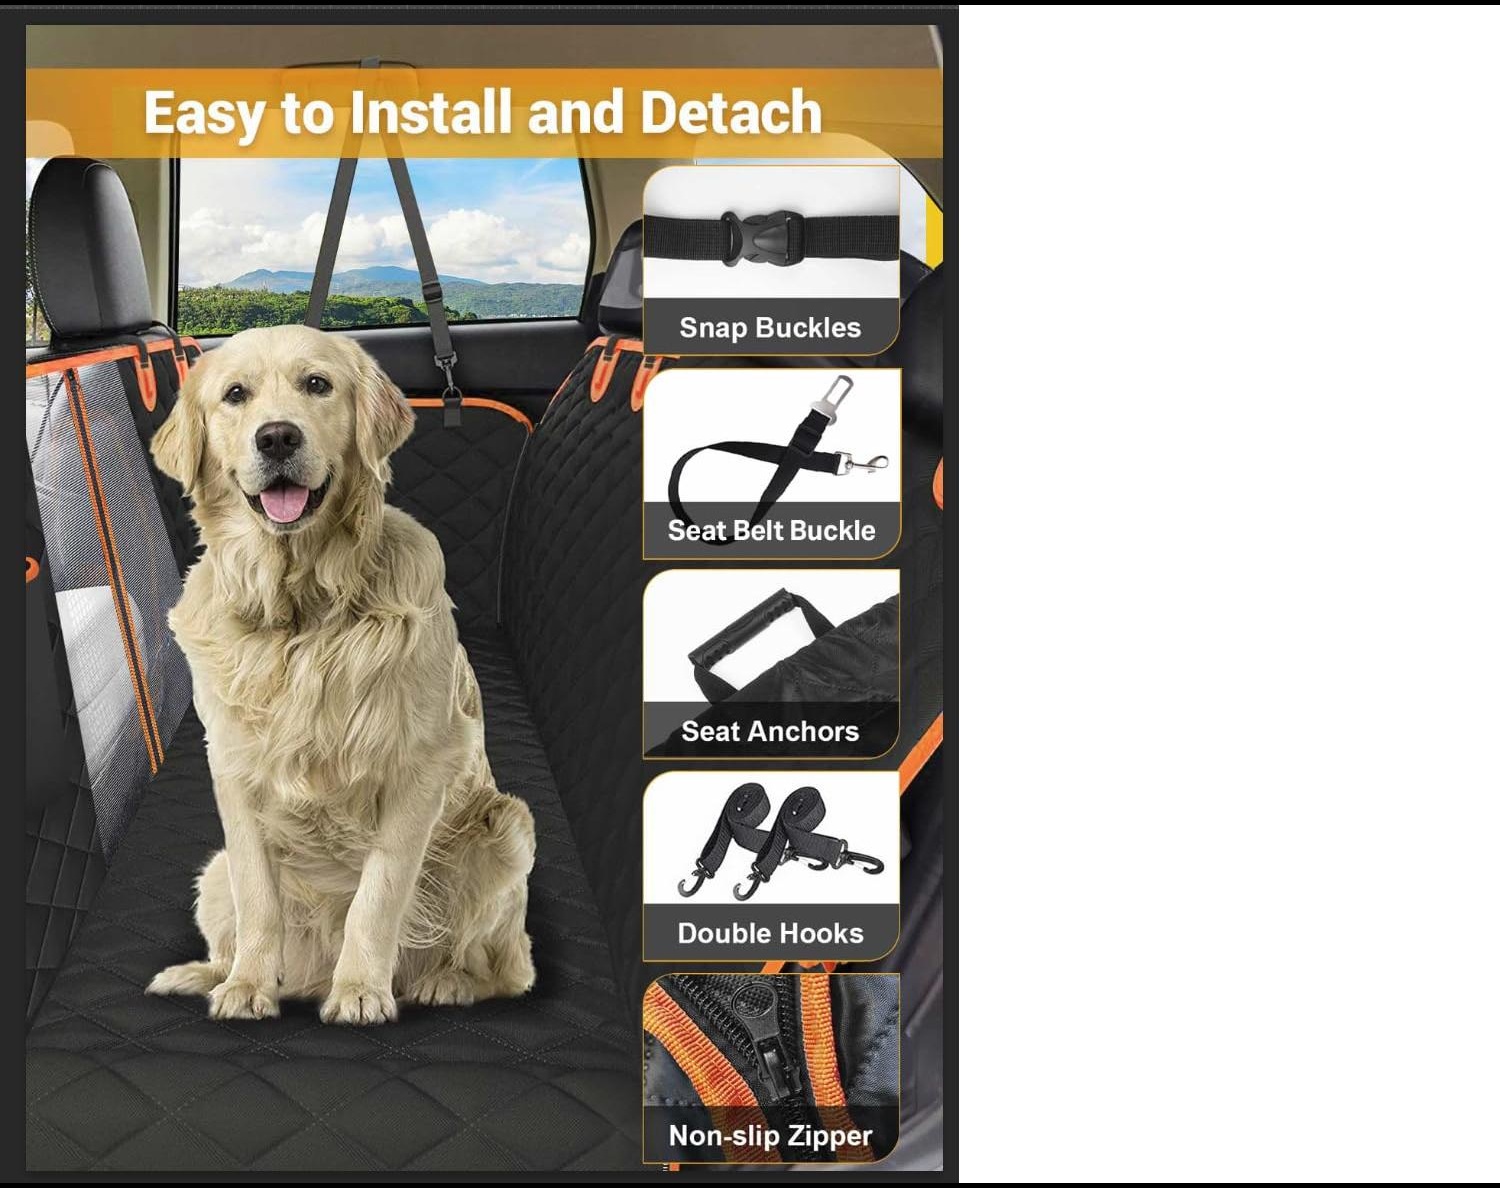 Easy to Install and Detach
Snap Buckles
Seat Belt Buckle
Seat Anchors
Double Hooks
Non-slip Zipper